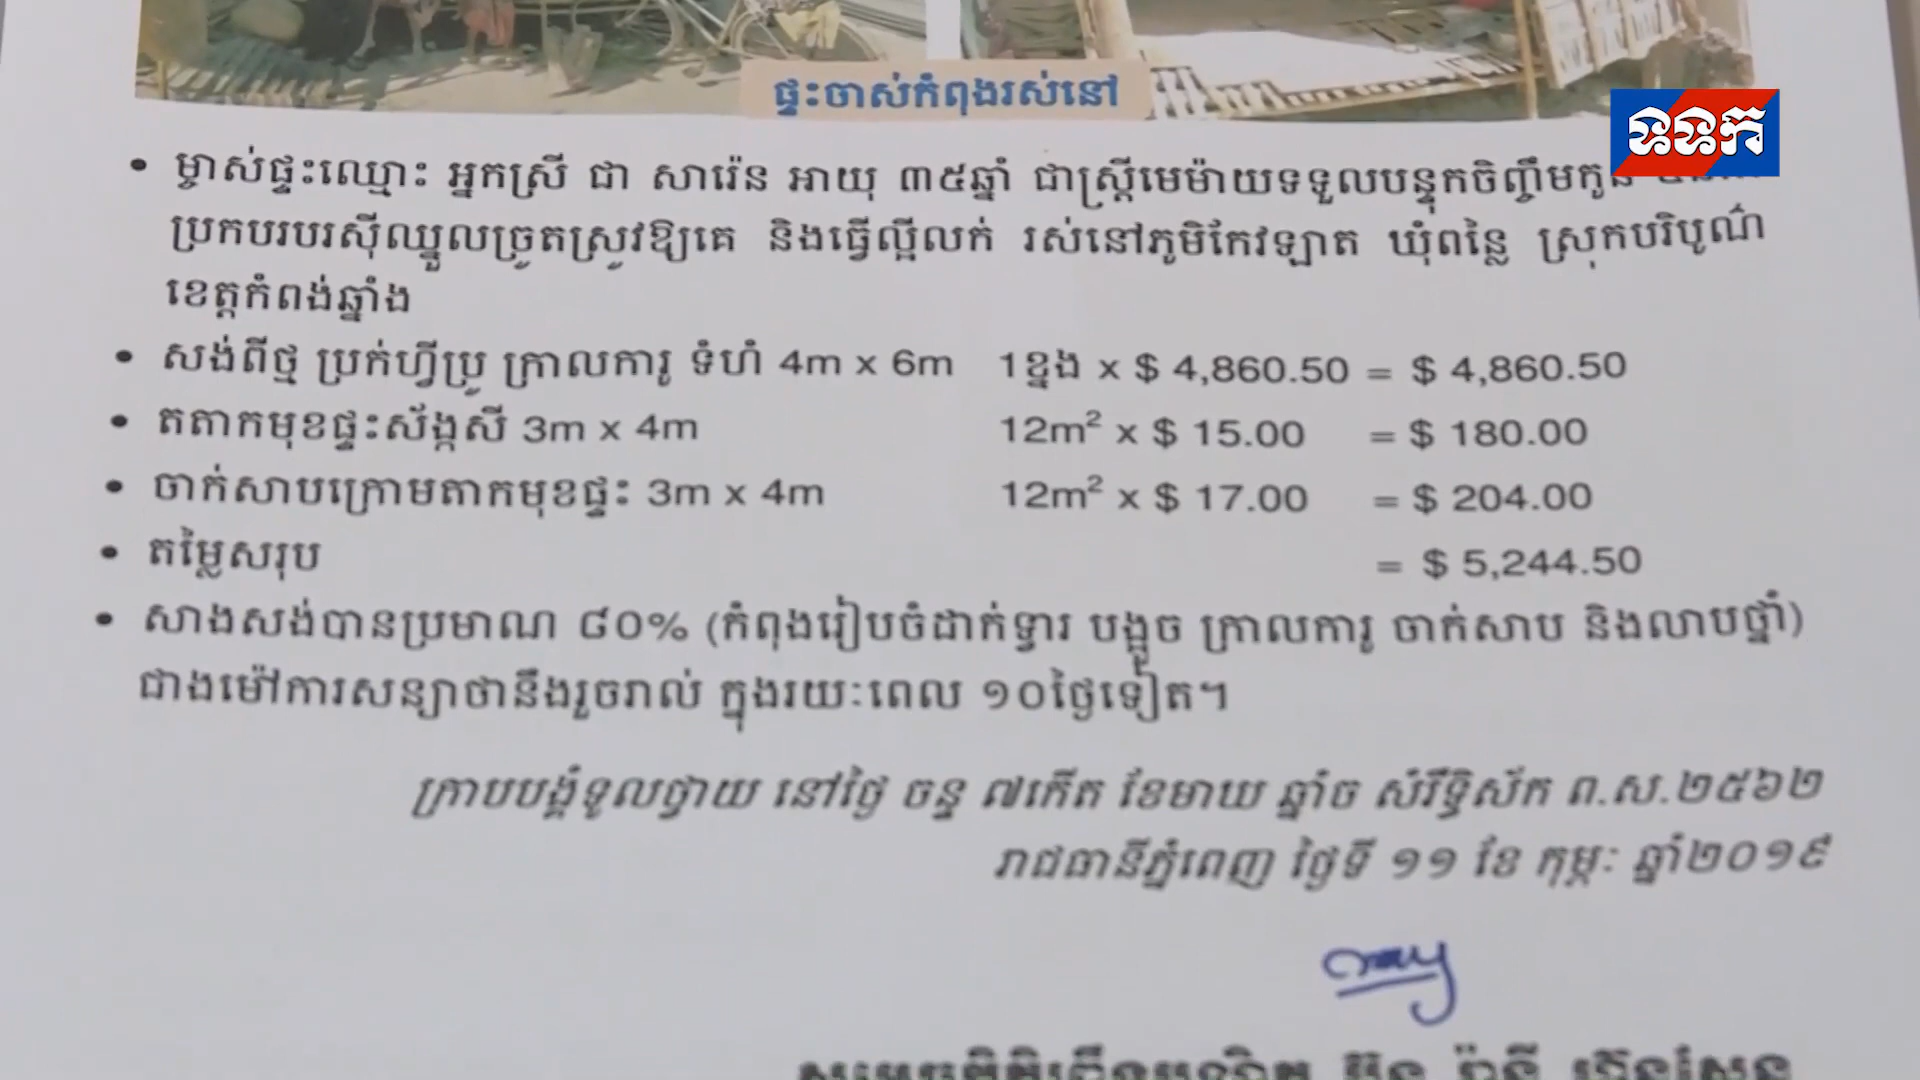 ផ្ទះចាស់កំពុងរស់នៅ
ទទក
• ម្ចាស់ផ្ទះឈ្មោះ អ្នកស្រី ជា សារ៉េន អាយុ ៣៥ឆ្នាំ ជាស្ត្រីមេម៉ាយទទួលបន្ទុកចិញ្ចឹមកូន
ប្រកបរបរស៊ីឈ្នួលច្រូតស្រូវឱ្យគេ និងធ្វើល្អីលក់ រស់នៅភូមិកែវឡាត ឃុំពន្លៃ ស្រុកបរិបូណ៌
ខេត្តកំពង់ឆ្នាំង
• សង់ពីថ្ម ប្រក់ហ្វីប្រូ ក្រាលការូ ទំហំ 4m x 6m 1ខ្នង x $ 4,860.50 = $ 4,860.50
• តតាកមុខផ្ទះស័ង្កសី 3m x 4m 12m² x $ 15.00 = $ 180.00
• ចាក់សាបក្រោមតាកមុខផ្ទះ 3m x 4m 12m² x $ 17.00 = $ 204.00
• តម្លៃសរុប = $ 5,244.50
• សាងសង់បានប្រមាណ ៨០% (កំពុងរៀបចំដាក់ទ្វារ បង្អួច ក្រាលការូ ចាក់សាប និងលាបថ្នាំ)
ជាងម៉ៅការសន្យាថានឹងរួចរាល់ ក្នុងរយៈពេល ១០ថ្ងៃទៀត។
ក្រាបបង្គំទូលថ្វាយ នៅថ្ងៃ ចន្ទ ៧កើត ខែមាឃ ឆ្នាំច សំរឹទ្ធិស័ក ព.ស.២៥៦២
រាជធានីភ្នំពេញ ថ្ងៃទី ១១ ខែ កុម្ភៈ ឆ្នាំ២០១៩